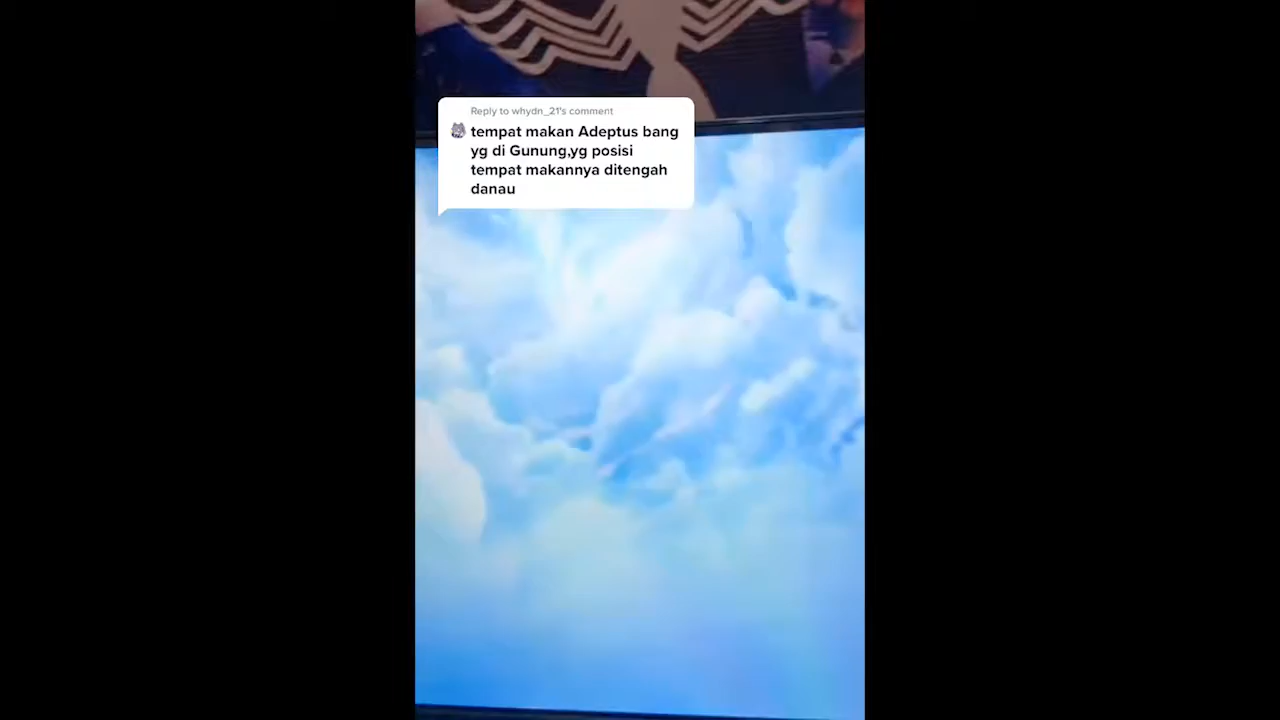 Reply to whydn_21's comment
tempat makan Adeptus bang
yg di Gunung,yg posisi
tempat makannya ditengah
danau